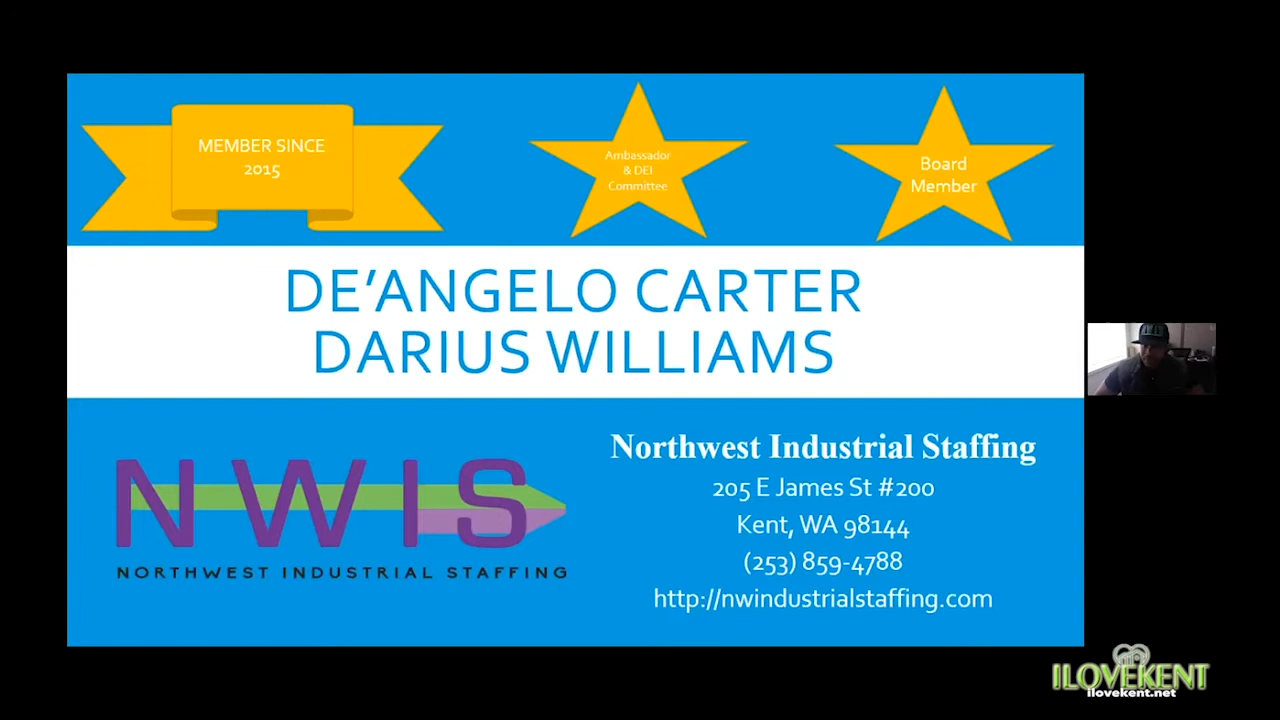 MEMBER SINCE
2015
Ambassador
& DEI
Committee
Board
Member
DE’ANGELO CARTER
DARIUS WILLIAMS
NWIS
NORTHWEST INDUSTRIAL STAFFING
Northwest Industrial Staffing
205 E James St #200
Kent, WA 98144
(253) 859-4788
http://nwindustrialstaffing.com
ILOVEKENT
ilovekent.net